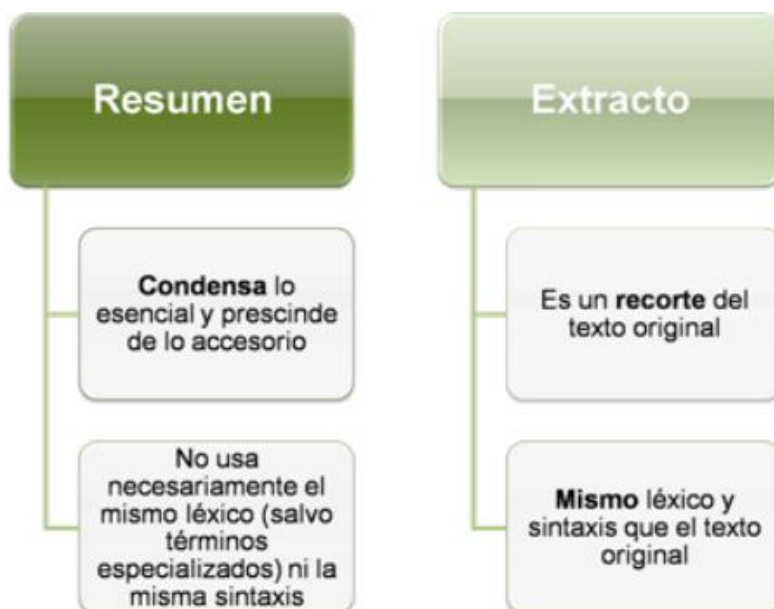 Resumen
Condensa lo
esencial y prescinde
de lo accesorio
No usa
necesariamente el
mismo léxico (salvo
términos
especializados) ni la
misma sintaxis
Extracto
Es un recorte del
texto original
Mismo léxico y
sintaxis que el texto
original